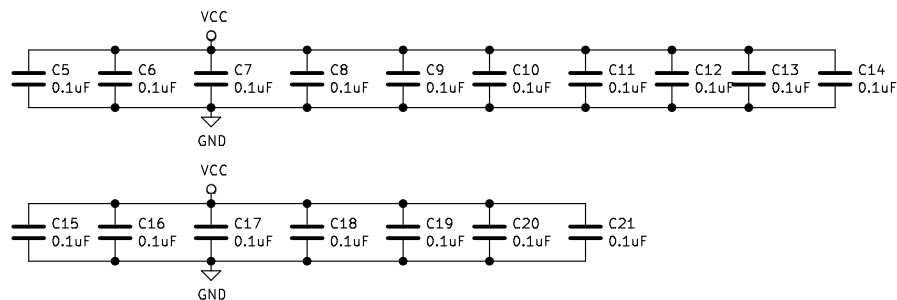 VCC
C5 C6 C7 C8 C9 C10 C11 C12 C13 C14
0.1uF 0.1uF 0.1uF 0.1uF 0.1uF 0.1uF 0.1uF 0.1uF 0.1uF 0.1uF
GND
VCC
C15 C16 C17 C18 C19 C20 C21
0.1uF 0.1uF 0.1uF 0.1uF 0.1uF 0.1uF 0.1uF
GND